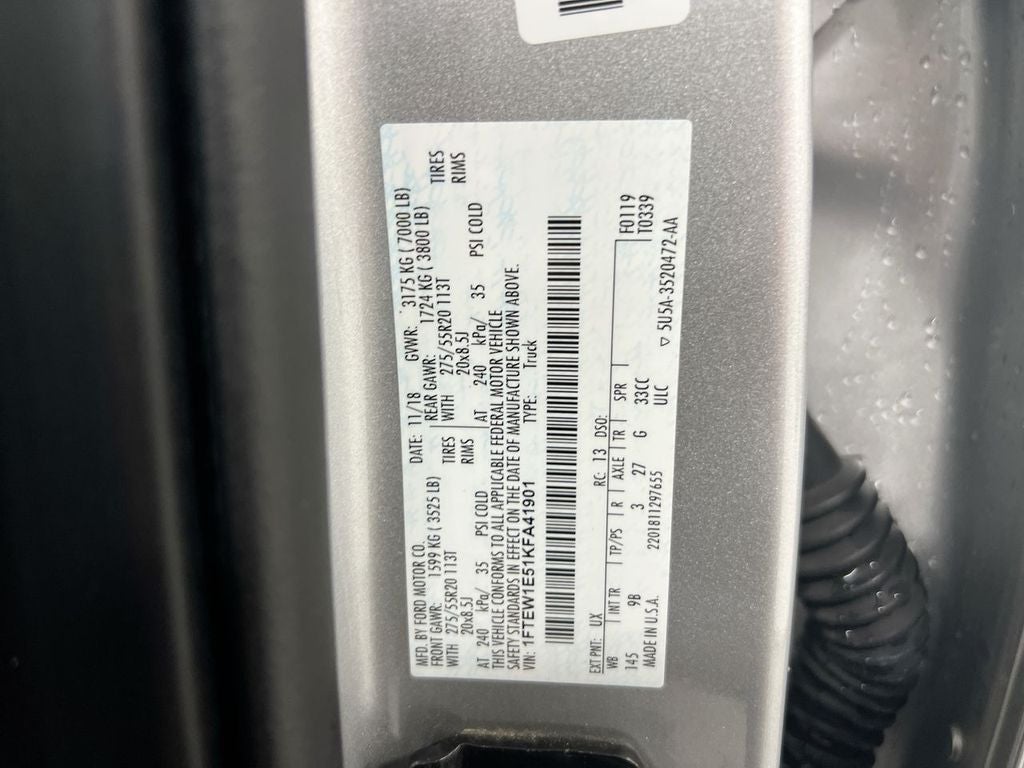 MFD. BY FORD MOTOR CO. DATE: 11/18 GVWR: 3175 KG ( 7000 LB)
FRONT GAWR: 1599 KG ( 3525 LB) REAR GAWR: 1724 KG ( 3800 LB)
WITH 275/55R20 113T TIRES WITH 275/55R20 113T TIRES
20x8.5J RIMS 20x8.5J RIMS
AT 240 kPa/ 35 PSI COLD AT 240 kPa/ 35 PSI COLD
THIS VEHICLE CONFORMS TO ALL APPLICABLE FEDERAL MOTOR VEHICLE
SAFETY STANDARDS IN EFFECT ON THE DATE OF MANUFACTURE SHOWN ABOVE.
VIN: 1FTEW1E51KFA41901 TYPE: Truck
EXT PNT: UX RC: 13 DSO: F0119
WB INT TR TP/PS R AXLE TR SPR T0339
145 9B 3 27 G 33CC
ULC
MADE IN U.S.A. 2201811297655 ▽ 5U5A-3520472-AA